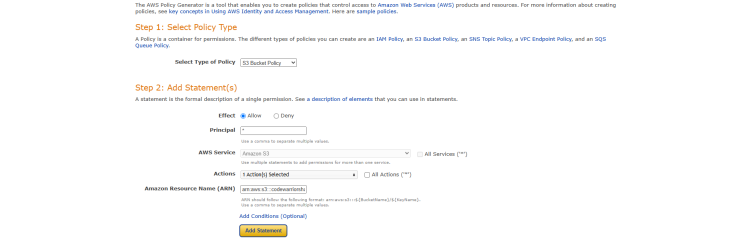 The AWS Policy Generator is a tool that enables you to create policies that control access to Amazon Web Services (AWS) products and resources. For more information about creating
policies, see key concepts in Using AWS Identity and Access Management. Here are sample policies.
Step 1: Select Policy Type
A Policy is a container for permissions. The different types of policies you can create are an IAM Policy, an S3 Bucket Policy, an SNS Topic Policy, a VPC Endpoint Policy, and an SQS
Queue Policy.
Select Type of Policy S3 Bucket Policy
Step 2: Add Statement(s)
A statement is the formal description of a single permission. See a description of elements that you can use in statements.
Effect Allow Deny
Principal *
Use a comma to separate multiple values.
AWS Service Amazon S3 All Services ('*')
Use multiple statements to add permissions for more than one service.
Actions 1 Action(s) Selected All Actions ('*')
Amazon Resource Name (ARN)
ARN should follow the following format: arn:aws:s3:::${BucketName}/${KeyName}.
Use a comma to separate multiple values.
Add Conditions (Optional)
Add Statement